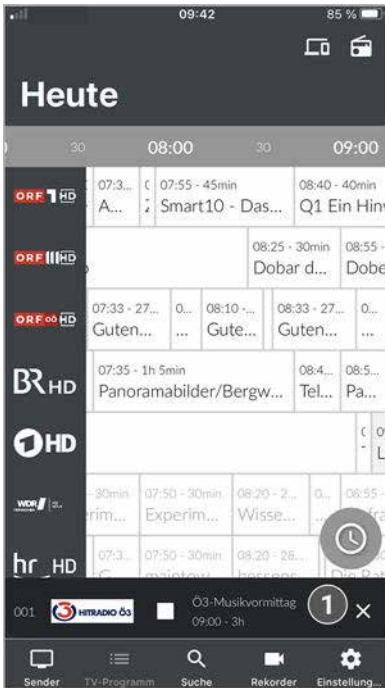 09:42
85 %
Heute
30
08:00
30
09:00
ORF 1 HD
07:3...
07:55 - 45min
08:40 - 40min
A...
Smart10 - Das...
Q1 Ein Hin
ORF III HD
08:25 - 30min
08:55 -
Dobar d...
Dobe
ORF oö HD
07:33 - 27...
0...
08:10 -...
08:33 - 27...
0...
Guten...
...
Gute...
Guten...
...
BR HD
07:35 - 1h 5min
08:4...
08:5...
Panoramabilder/Bergw...
Tel...
Pa...
1 HD
WDR
- 30min
07:50 - 30min
08:20 - 2...
0...
08:55-
rim...
Experim...
Wisse...
hr HD
07:3...
07:50 - 30min
08:20 - 28...
001
HITRADIO Ö3
Ö3-Musikvormittag
09:00 - 3h
1
Sender
TV-Programm
Suche
Rekorder
Einstellung...